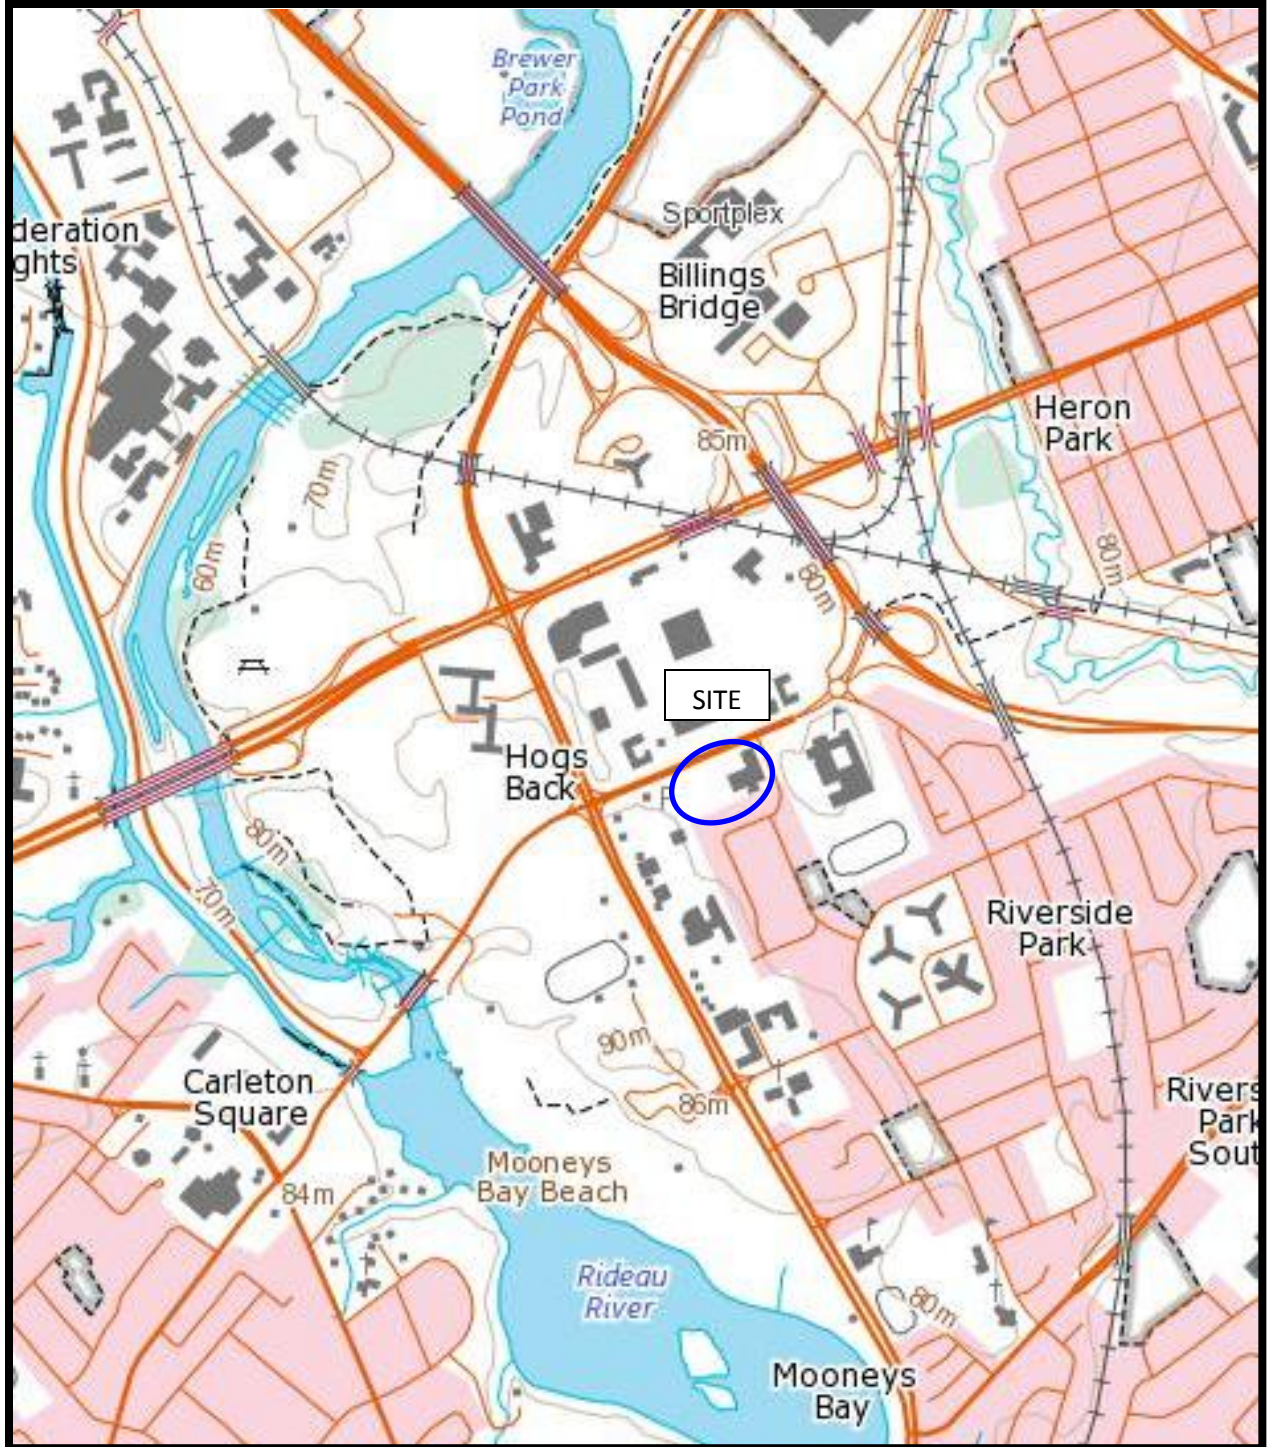 Brewer
Park
Pond
deration
ghts
Sportplex
Billings
Bridge
Heron
Park
85m
70m
60m
80m
80m
SITE
Hogs
Back
P
80m
70m
Riverside
Park
90m
86m
Carleton
Square
Rivers
Park
Sout
Mooneys
Bay Beach
84m
Rideau
River
80m
Mooneys
Bay